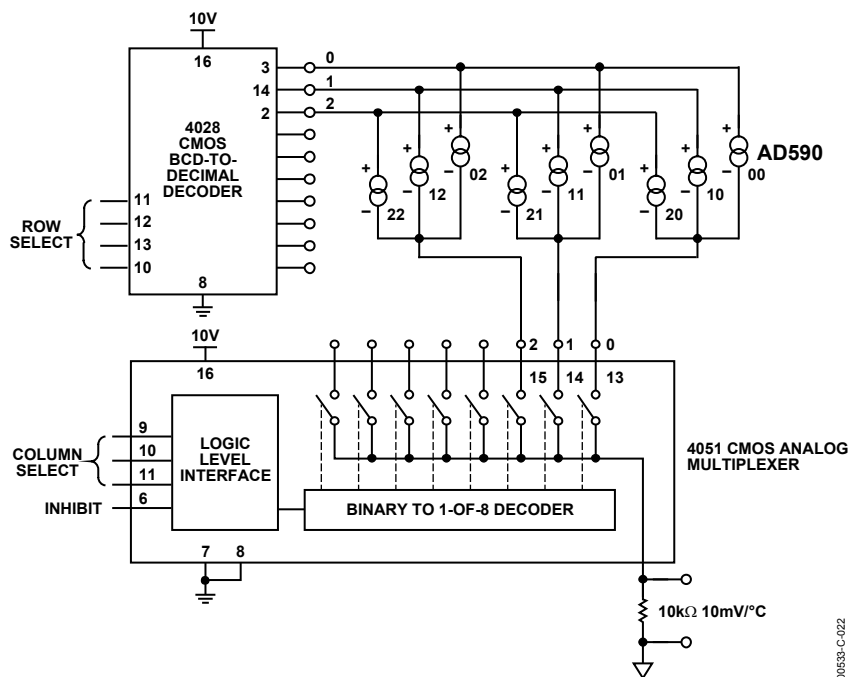 10V
16
3
0
14
1
2
2
4028
CMOS
BCD-TO-
DECIMAL
DECODER
ROW
SELECT
11
12
13
10
8
+
+
+
+
+
+
+
+
+
AD590
–
–
–
–
–
–
–
–
–
22
12
02
21
11
01
20
10
00
10V
16
2
1
0
15
14
13
COLUMN
SELECT
9
10
11
INHIBIT
6
LOGIC
LEVEL
INTERFACE
BINARY TO 1-OF-8 DECODER
4051 CMOS ANALOG
MULTIPLEXER
7
8
10kΩ 10mV/°C
00533-C-022